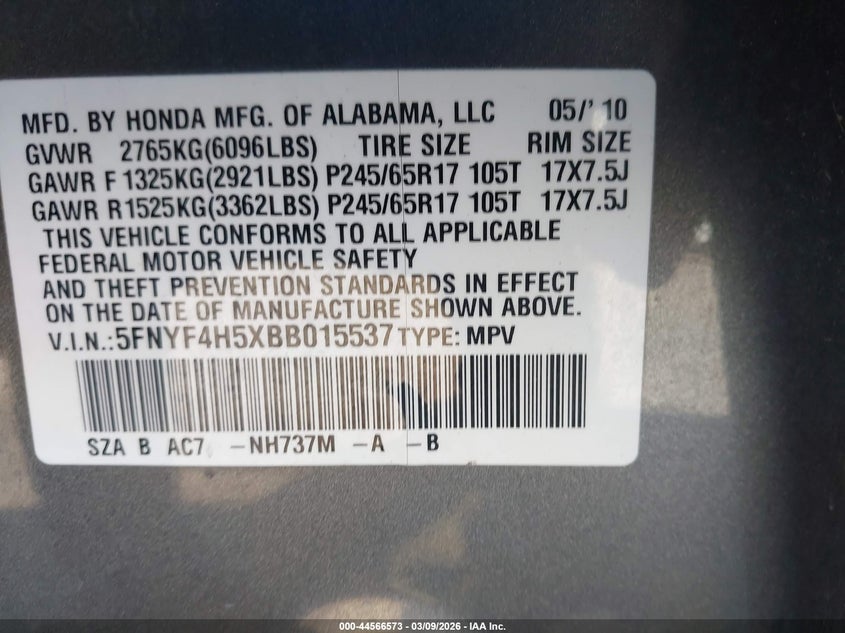 MFD. BY HONDA MFG. OF ALABAMA, LLC 05/'10
GVWR 2765KG(6096LBS) TIRE SIZE RIM SIZE
GAWR F1325KG(2921LBS) P245/65R17 105T 17X7.5J
GAWR R1525KG(3362LBS) P245/65R17 105T 17X7.5J
THIS VEHICLE CONFORMS TO ALL APPLICABLE
FEDERAL MOTOR VEHICLE SAFETY
AND THEFT PREVENTION STANDARDS IN EFFECT
ON THE DATE OF MANUFACTURE SHOWN ABOVE.
V.I.N.:5FNYF4H5XBB015537 TYPE: MPV
SZA B AC7 -NH737M -A -B
000-44566573 - 03/09/2026 - IAA Inc.